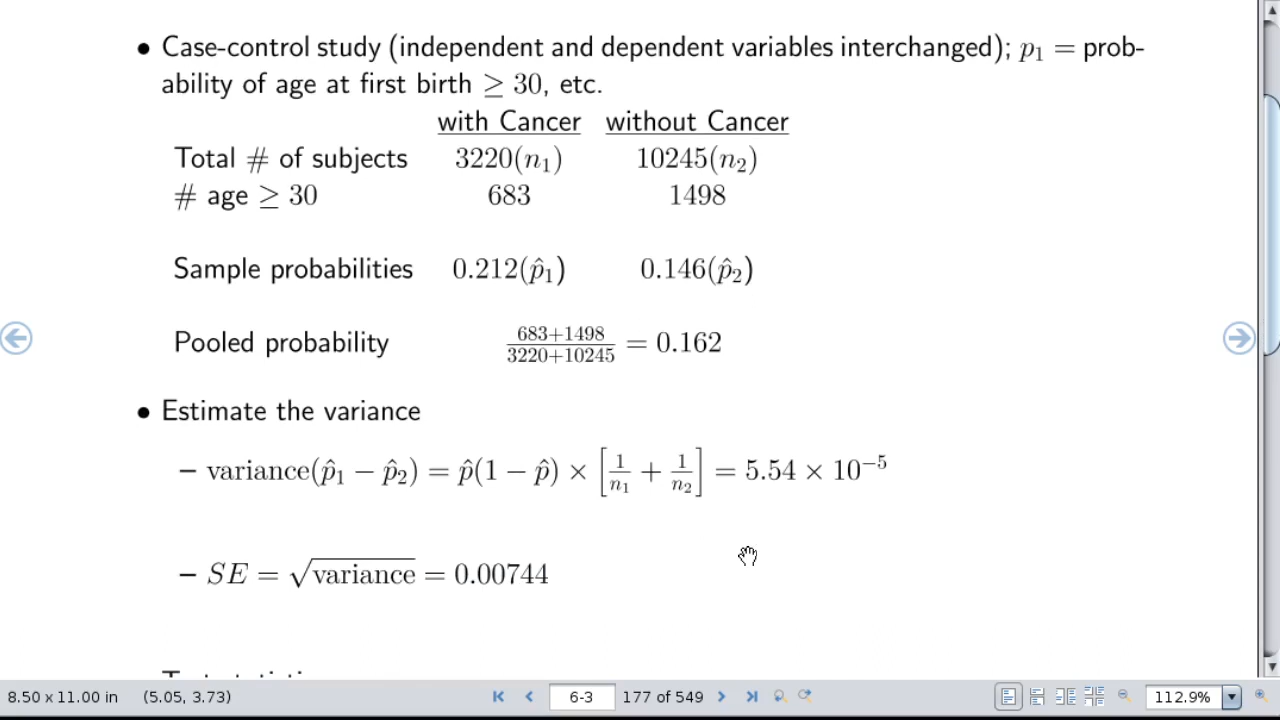 • Case-control study (independent and dependent variables interchanged); p₁ = prob-
ability of age at first birth ≥ 30, etc.
with Cancer without Cancer
Total # of subjects 3220(n₁) 10245(n₂)
# age ≥ 30 683 1498
Sample probabilities 0.212(p̂₁) 0.146(p̂₂)
Pooled probability (683+1498)/(3220+10245) = 0.162
• Estimate the variance
– variance(p̂₁ − p̂₂) = p̂(1 − p̂) × [1/n₁ + 1/n₂] = 5.54 × 10⁻⁵
– SE = √variance = 0.00744
8.50 x 11.00 in (5.05, 3.73) 6-3 177 of 549 112.9%